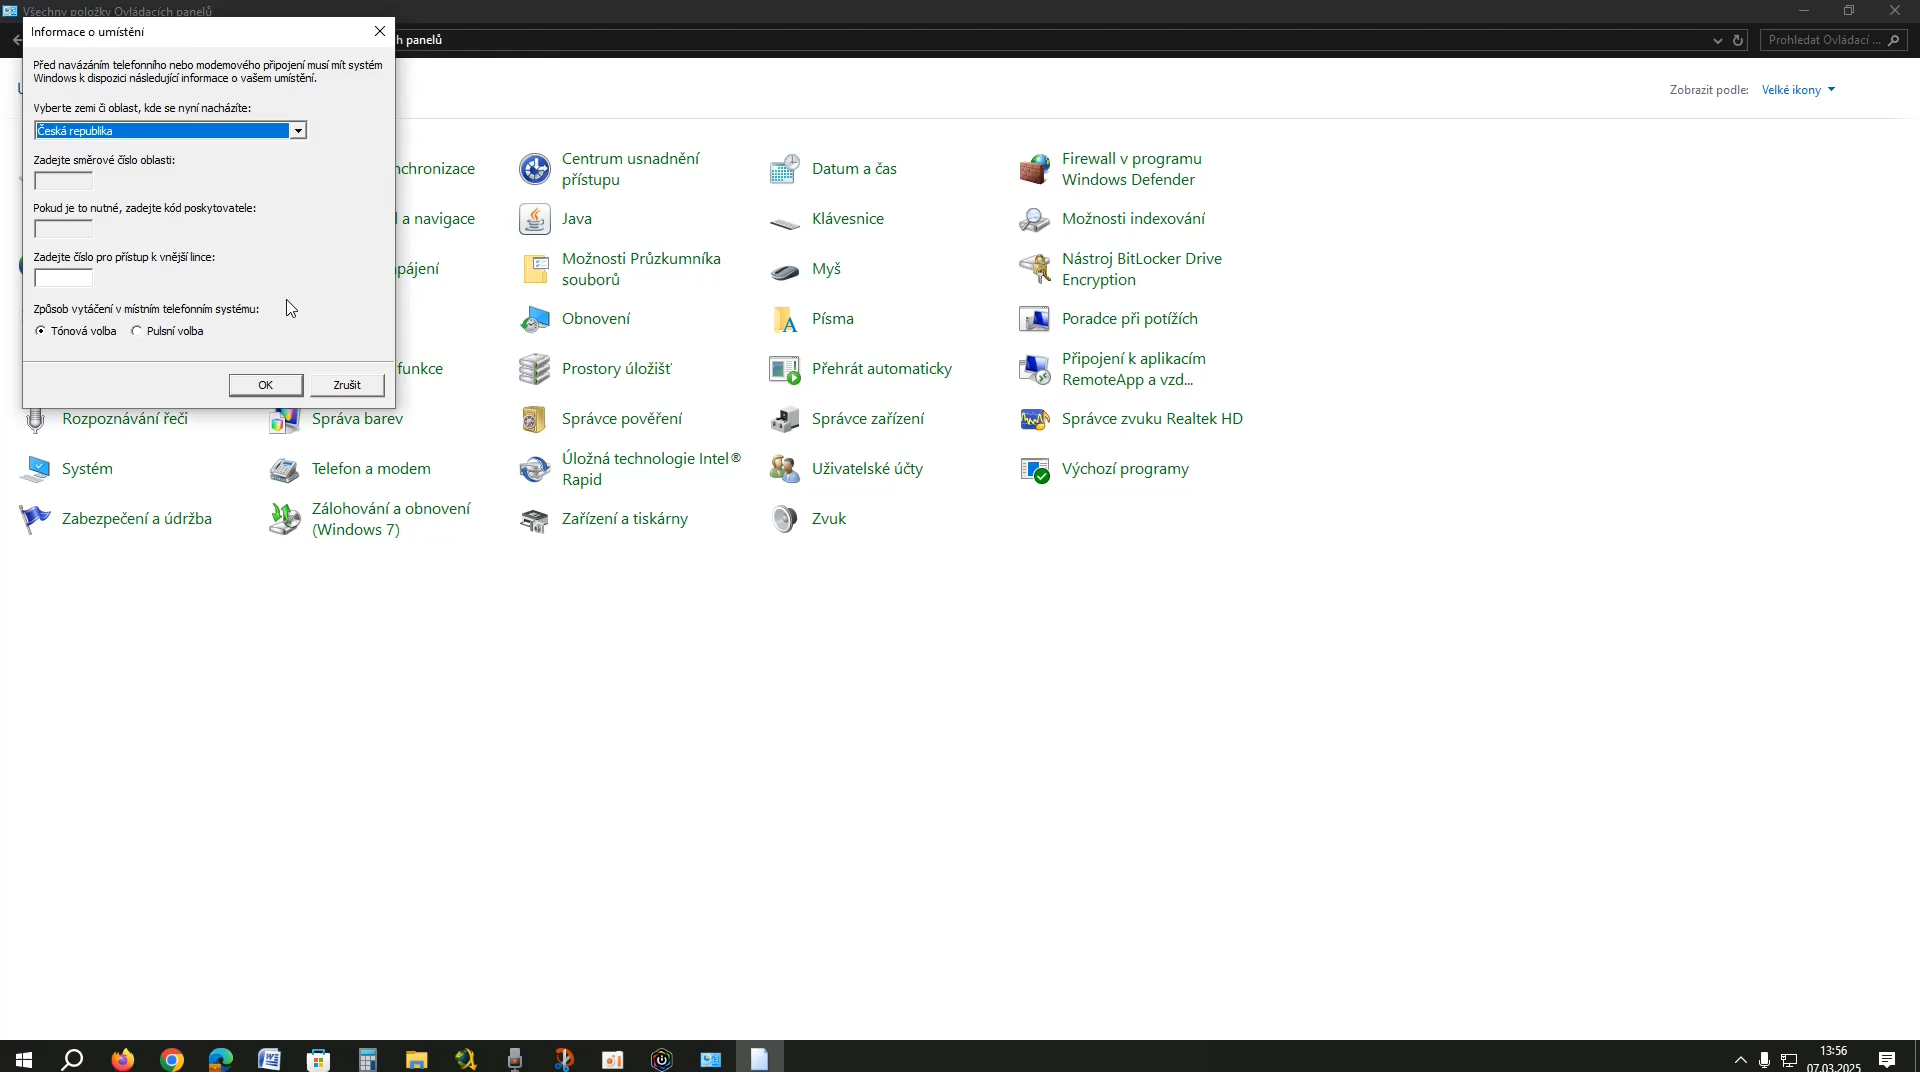 Všechny položky Ovládacích panelů
Informace o umístění
h panelů
Prohledat Ovládací ...
Před navázáním telefonního nebo modemového připojení musí mít systém
Windows k dispozici následující informace o vašem umístění.
Zobrazit podle: Velké ikony
Vyberte zemi či oblast, kde se nyní nacházíte:
Česká republika
Zadejte směrové číslo oblasti:
Pokud je to nutné, zadejte kód poskytovatele:
Zadejte číslo pro přístup k vnější lince:
Způsob vytáčení v místním telefonním systému:
Tónová volba Pulsní volba
OK Zrušit
nchronizace
Centrum usnadnění
přístupu
Datum a čas
Firewall v programu
Windows Defender
l a navigace
Java
Klávesnice
Možnosti indexování
pájení
Možnosti Průzkumníka
souborů
Myš
Nástroj BitLocker Drive
Encryption
Obnovení
Písma
Poradce při potížích
funkce
Prostory úložišť
Přehrát automaticky
Připojení k aplikacím
RemoteApp a vzd...
Rozpoznávání řeči
Správa barev
Správce pověření
Správce zařízení
Správce zvuku Realtek HD
Systém
Telefon a modem
Úložná technologie Intel®
Rapid
Uživatelské účty
Výchozí programy
Zabezpečení a údržba
Zálohování a obnovení
(Windows 7)
Zařízení a tiskárny
Zvuk
13:56
07.03.2025